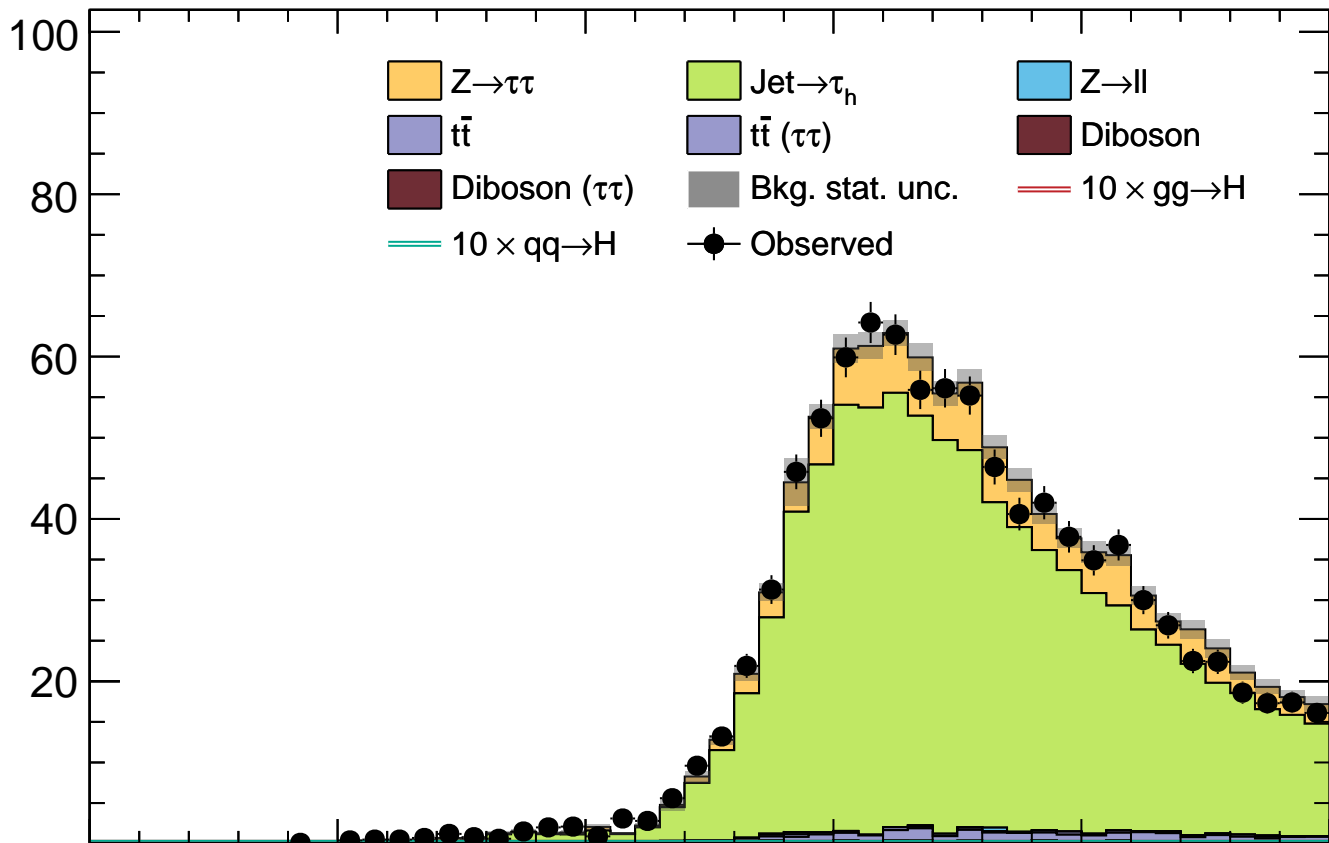 100
80
60
40
20
Z→ττ Jet→τh Z→ll
tt̄ tt̄ (ττ) Diboson
Diboson (ττ) Bkg. stat. unc. 10 × gg→H
10 × qq→H Observed